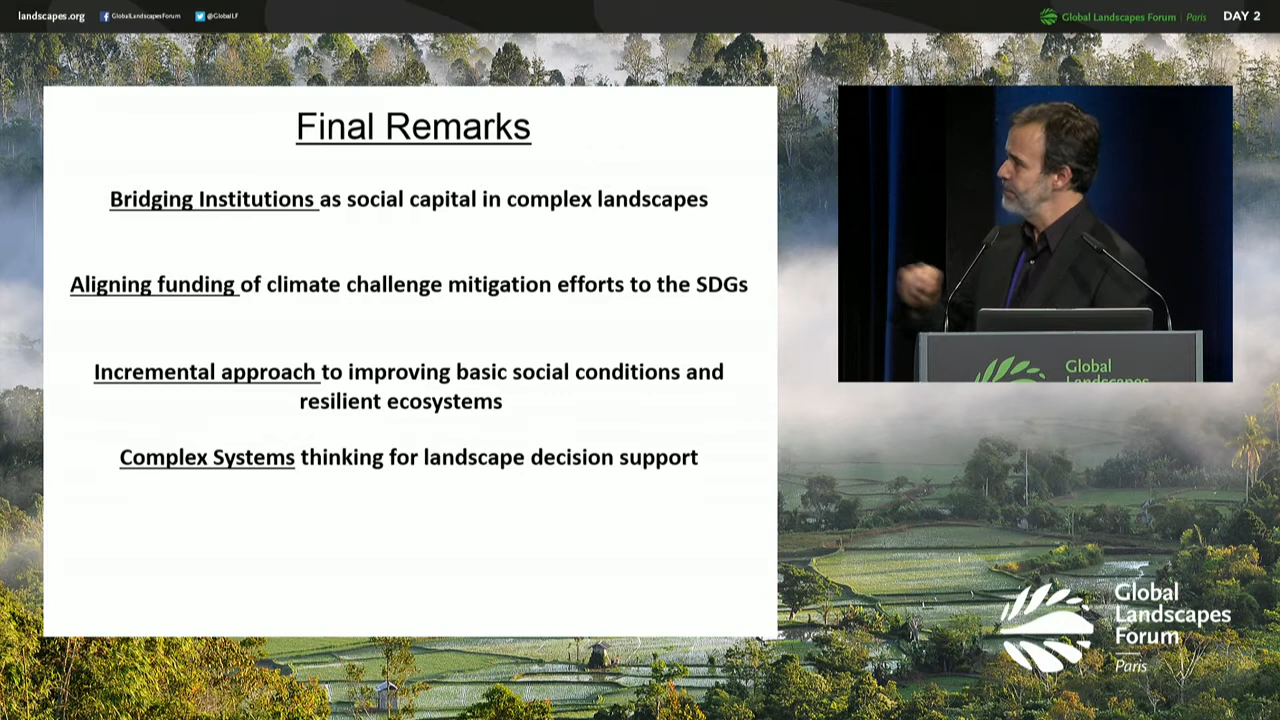 landscapes.org
GlobalLandscapesForum
@GlobalLF
Global Landscapes Forum | Paris
DAY 2
Final Remarks
Bridging Institutions as social capital in complex landscapes
Aligning funding of climate challenge mitigation efforts to the SDGs
Incremental approach to improving basic social conditions and
resilient ecosystems
Complex Systems thinking for landscape decision support
Global
Landscapes
Global
Landscapes
Forum
Paris